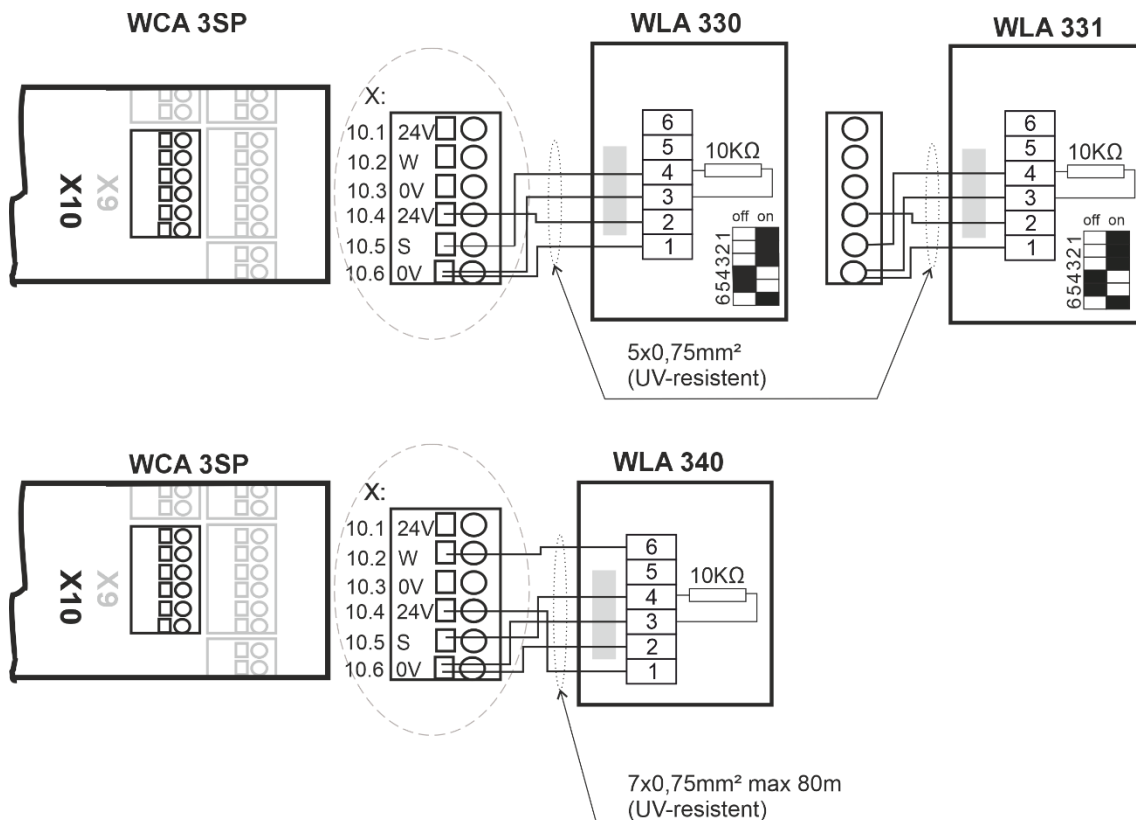 WCA 3SP
WLA 330
WLA 331
X:
10.1 24V
10.2 W
10.3 0V
10.4 24V
10.5 S
10.6 0V
X10
X9
6
5
4
3
2
1
10KΩ
off on
654321
6
5
4
3
2
1
10KΩ
off on
654321
5x0,75mm²
(UV-resistent)
WCA 3SP
WLA 340
X:
10.1 24V
10.2 W
10.3 0V
10.4 24V
10.5 S
10.6 0V
X10
X9
6
5
4
3
2
1
10KΩ
7x0,75mm² max 80m
(UV-resistent)